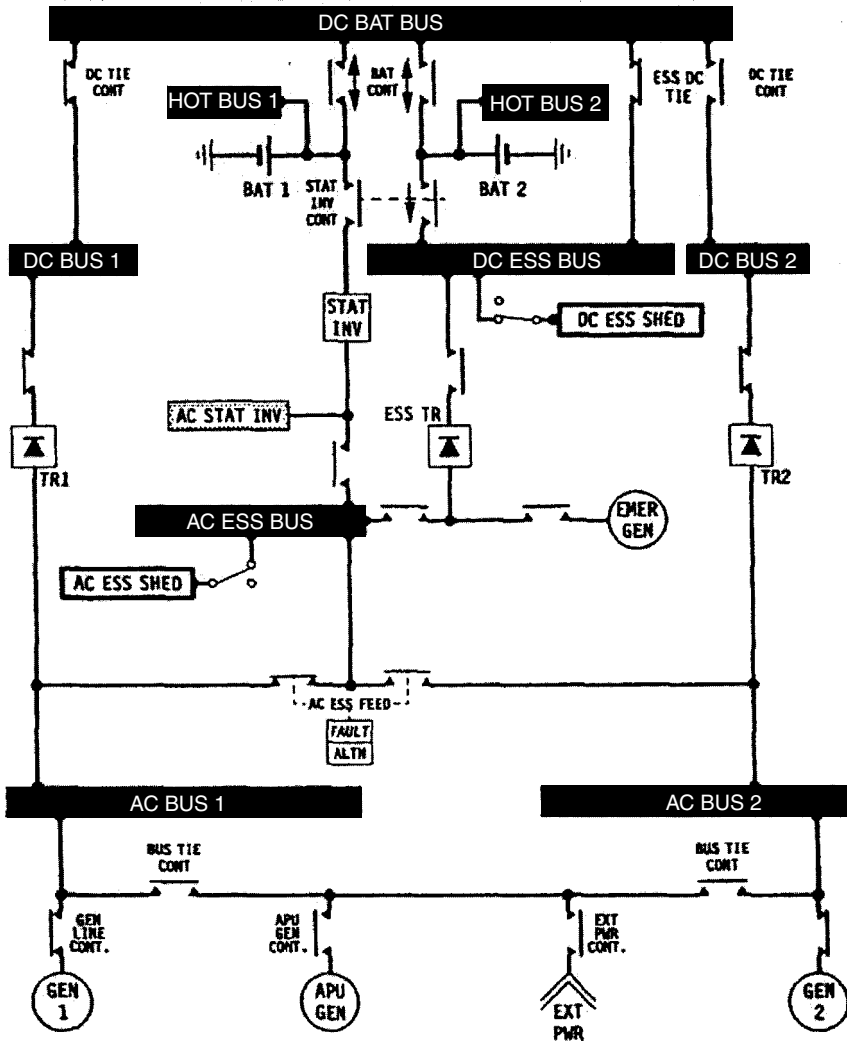 DC BAT BUS
DC TIE
CONT
BAT
CONT
ESS DC
TIE
DC TIE
CONT
HOT BUS 1
HOT BUS 2
BAT 1
STAT
INV
CONT
BAT 2
DC BUS 1
DC ESS BUS
DC BUS 2
STAT
INV
DC ESS SHED
AC STAT INV
ESS TR
TR1
TR2
AC ESS BUS
EMER
GEN
AC ESS SHED
AC ESS FEED
FAULT
ALTN
AC BUS 1
AC BUS 2
BUS TIE
CONT
BUS TIE
CONT
GEN
LINE
CONT.
APU
GEN
CONT.
EXT
PWR
CONT.
GEN
1
APU
GEN
EXT
PWR
GEN
2